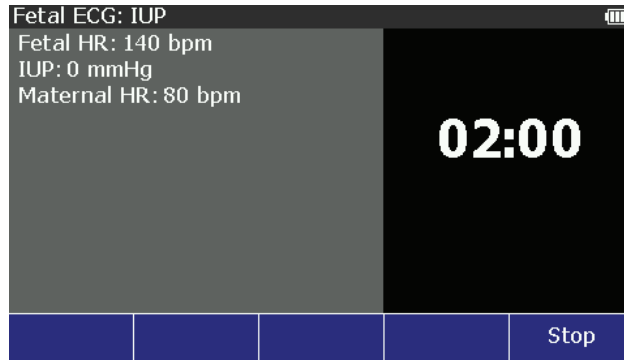 Fetal ECG: IUP
Fetal HR: 140 bpm
IUP: 0 mmHg
Maternal HR: 80 bpm
02:00
Stop